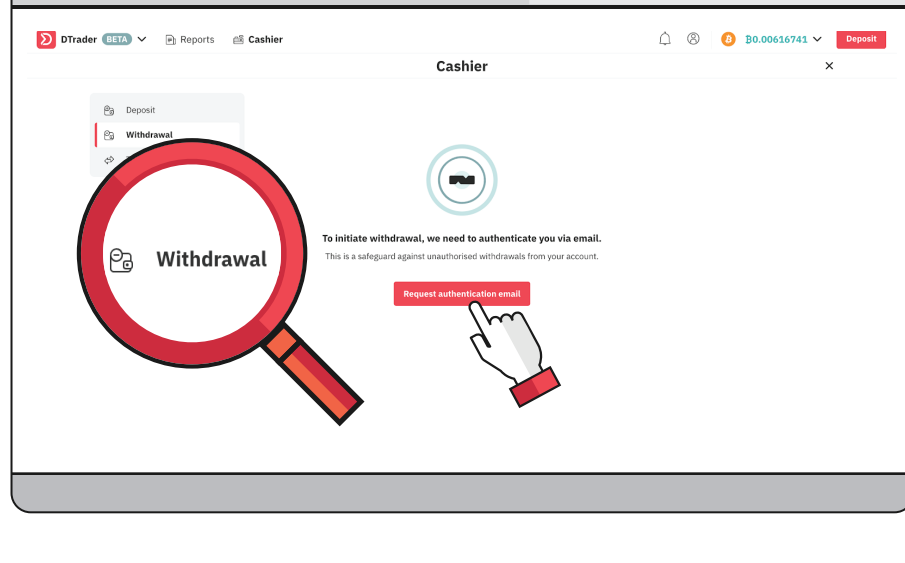 DTrader BETA Reports Cashier ₿0.00616741 Deposit
Cashier
Deposit
Withdrawal
Withdrawal
To initiate withdrawal, we need to authenticate you via email.
This is a safeguard against unauthorised withdrawals from your account.
Request authentication email